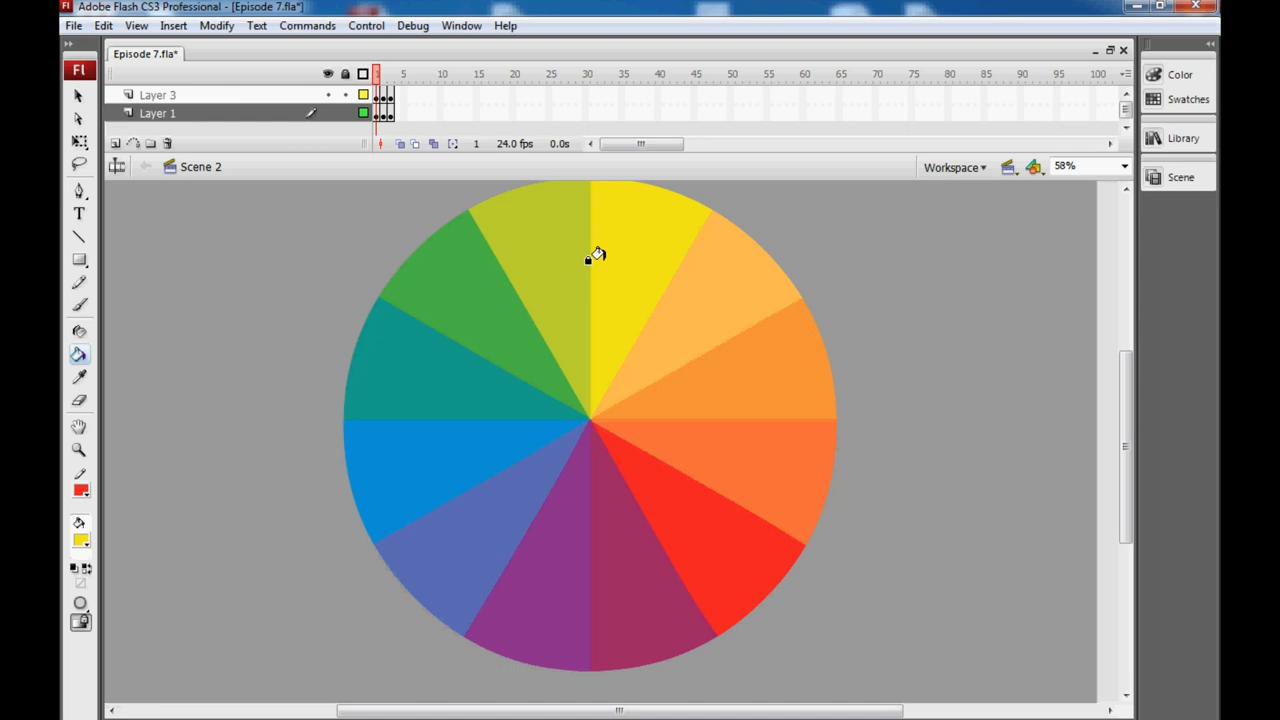 Adobe Flash CS3 Professional - [Episode 7.fla*]
File Edit View Insert Modify Text Commands Control Debug Window Help
Episode 7.fla*
1 5 10 15 20 25 30 35 40 45 50 55 60 65 70 75 80 85 90 95 100
Layer 3
Layer 1
1 24.0 fps 0.0s
Scene 2
Workspace 58%
Fl
T
Color
Swatches
Library
Scene